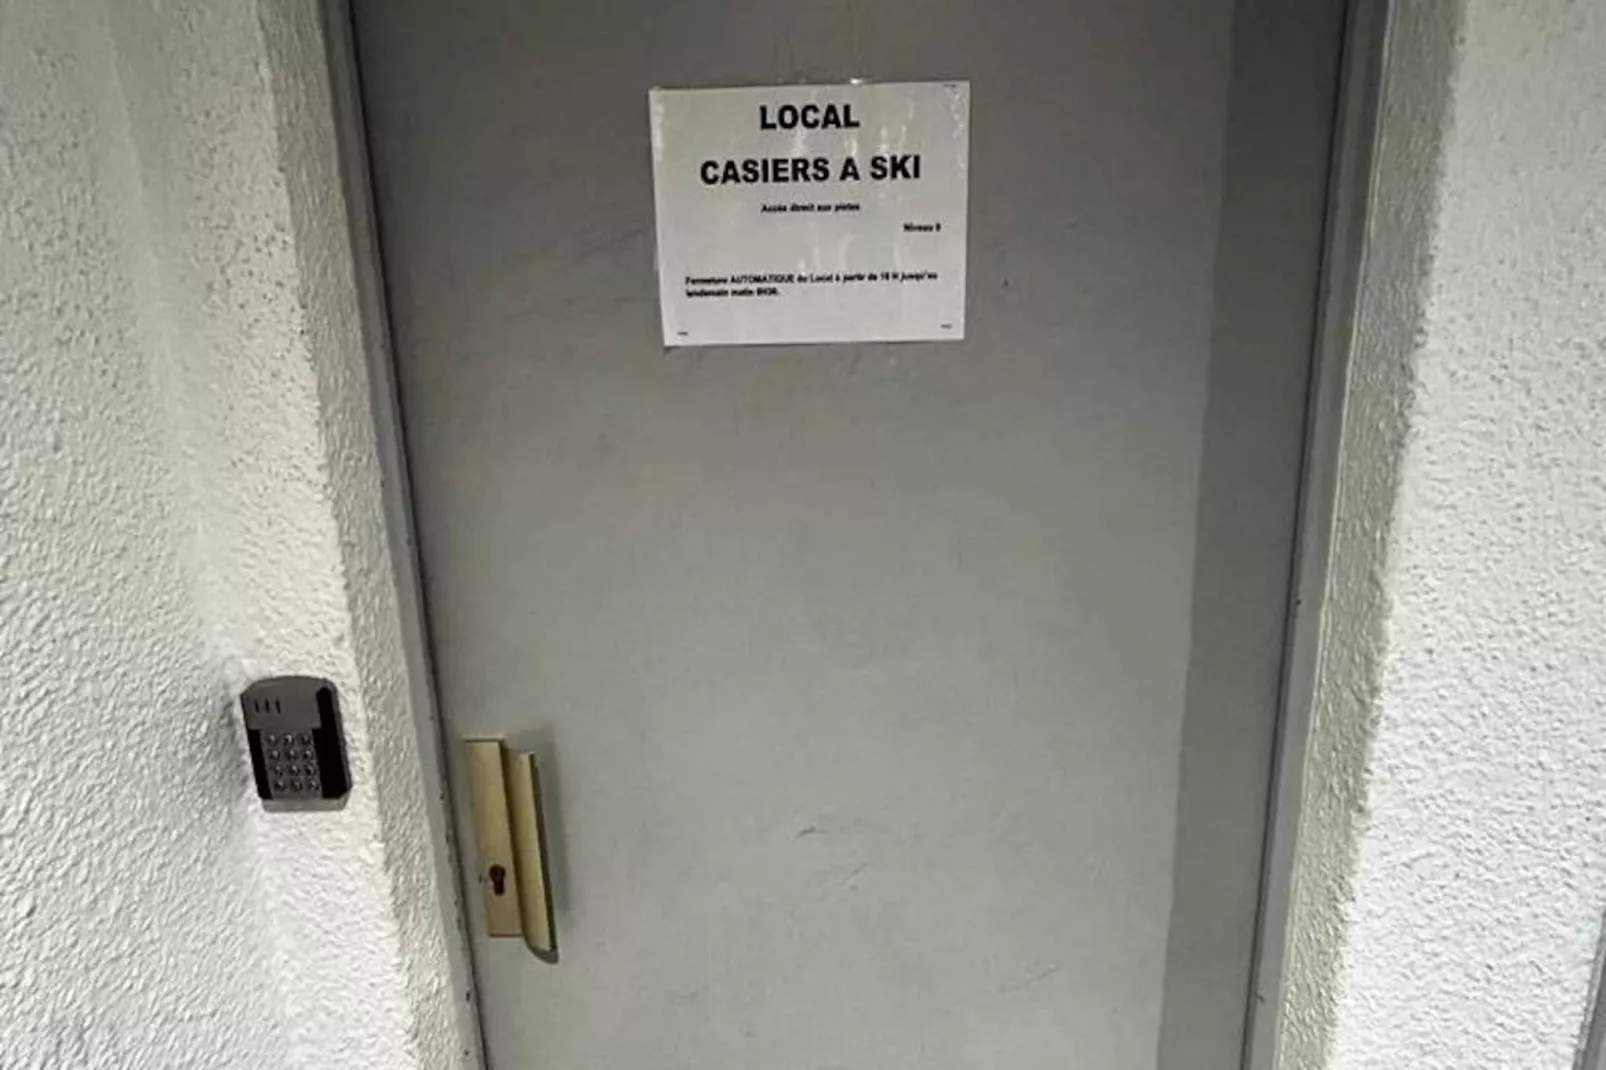 LOCAL
CASIERS A SKI
Accès direct aux pistes
Niveau 0
Fermeture AUTOMATIQUE du Local à partir de 18 H jusqu'au
lendemain matin 8H30.